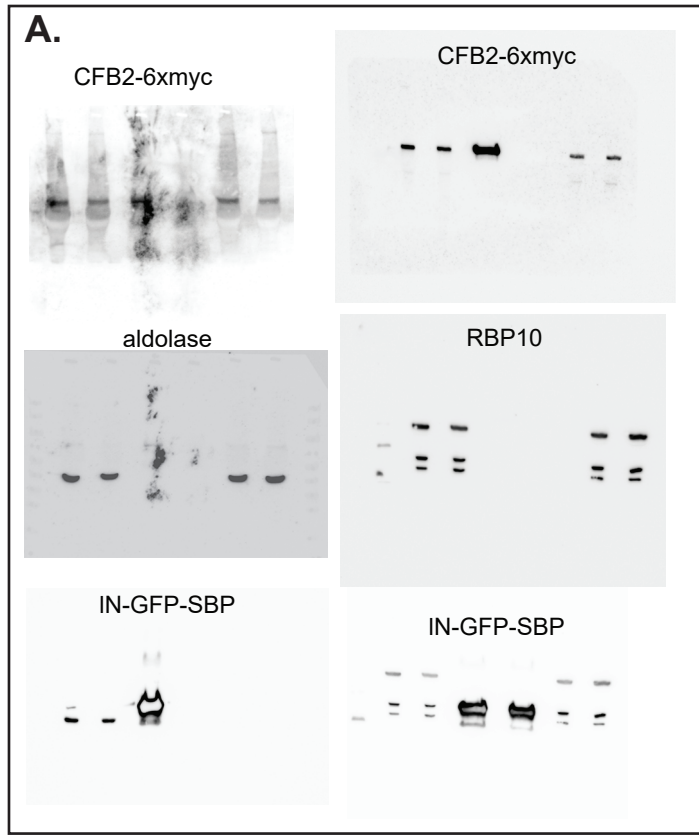 A.
CFB2-6xmyc
CFB2-6xmyc
aldolase
RBP10
IN-GFP-SBP
IN-GFP-SBP